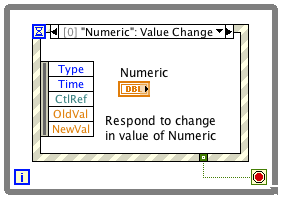 [0] "Numeric": Value Change
Type
Time
CtlRef
OldVal
NewVal
Numeric
DBL
Respond to change
in value of Numeric
i